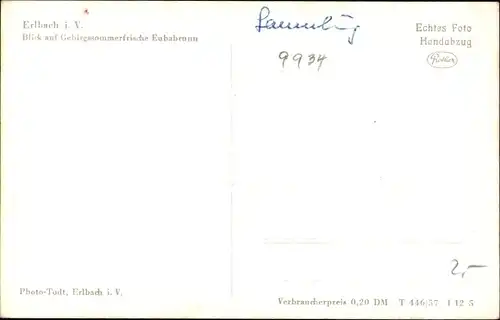 Erlbach i. V.
Blick auf Gebirgssommerfrische Eubabrunn
Sammlung
9934
Echtes Foto
Handabzug
2,-
Photo-Todt, Erlbach i. V.
Verbraucherpreis 0,20 DM T 446/57 I 12 5